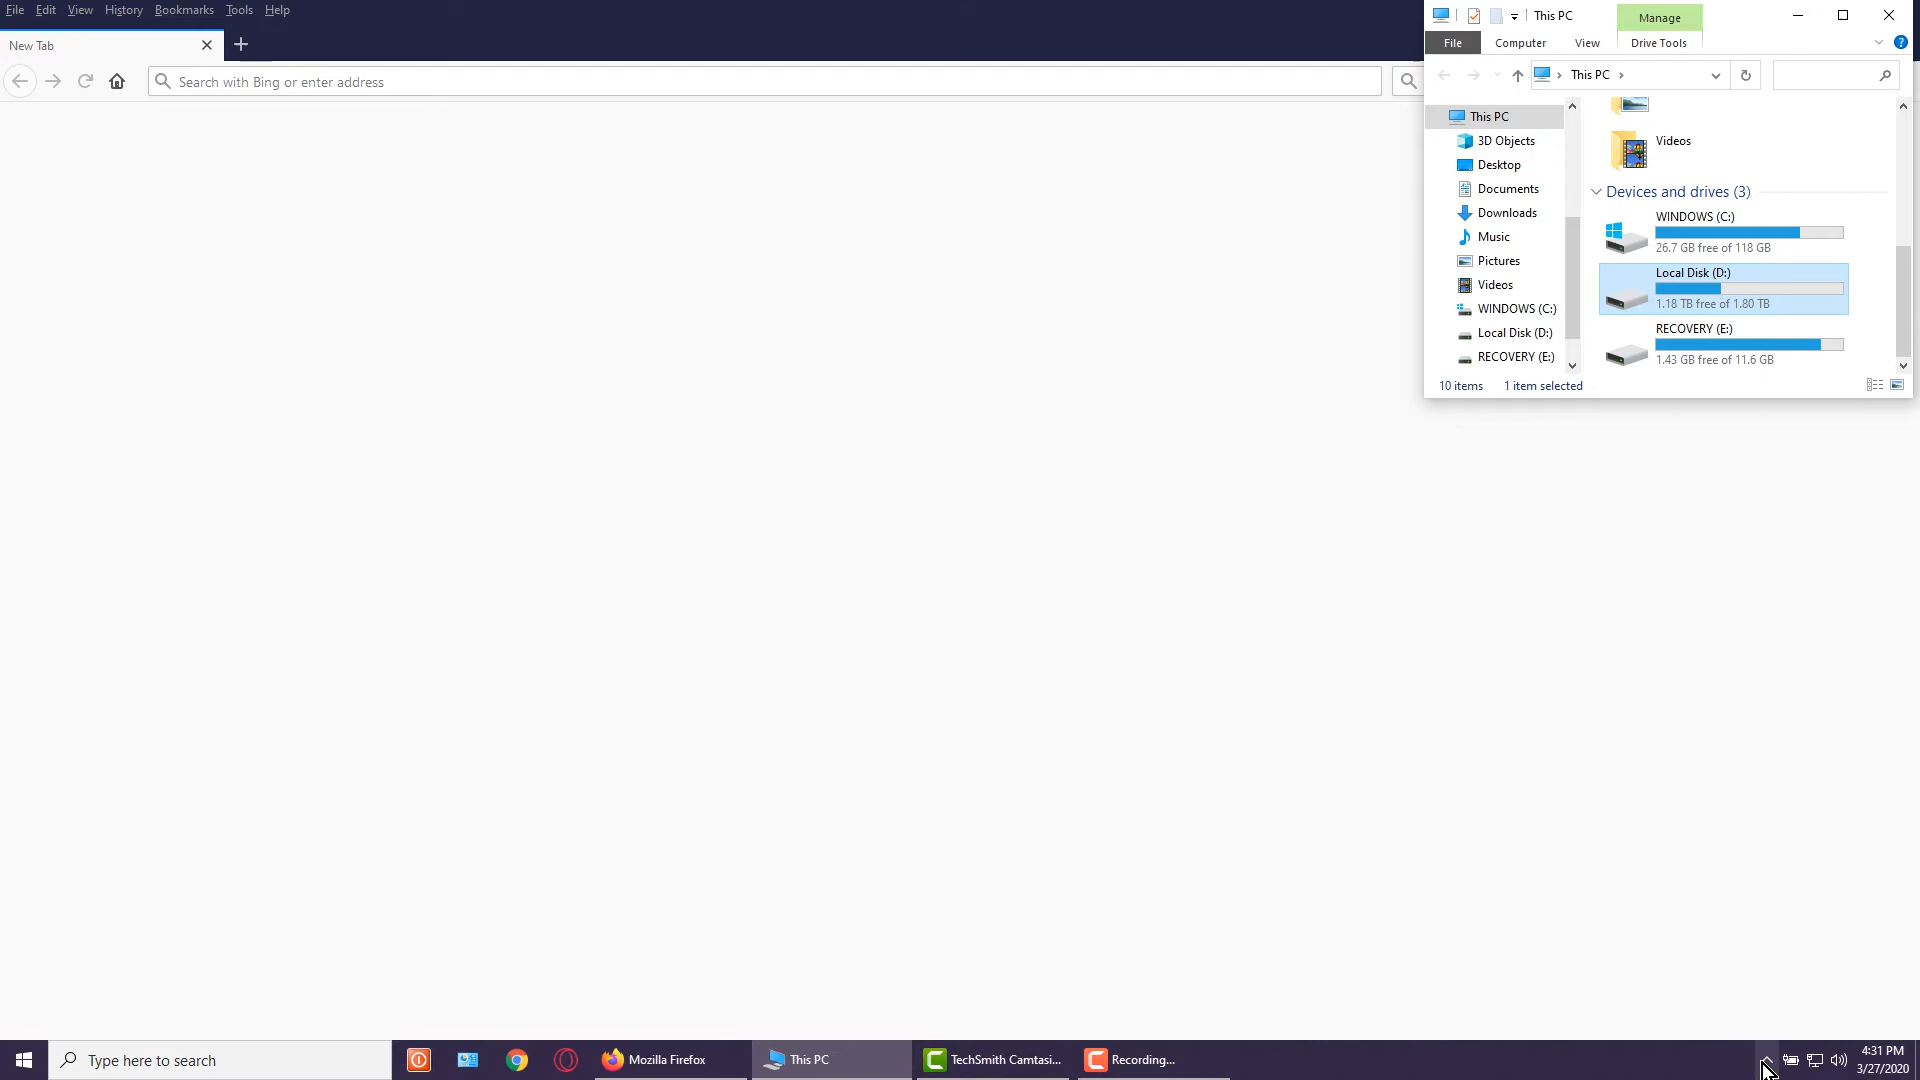 File Edit View History Bookmarks Tools Help
New Tab
Search with Bing or enter address
This PC
Manage
File Computer View Drive Tools
This PC
This PC
3D Objects
Desktop
Documents
Downloads
Music
Pictures
Videos
WINDOWS (C:)
Local Disk (D:)
RECOVERY (E:)
Videos
Devices and drives (3)
WINDOWS (C:)
26.7 GB free of 118 GB
Local Disk (D:)
1.18 TB free of 1.80 TB
RECOVERY (E:)
1.43 GB free of 11.6 GB
10 items 1 item selected
Type here to search
Mozilla Firefox
This PC
TechSmith Camtasi...
Recording...
4:31 PM
3/27/2020